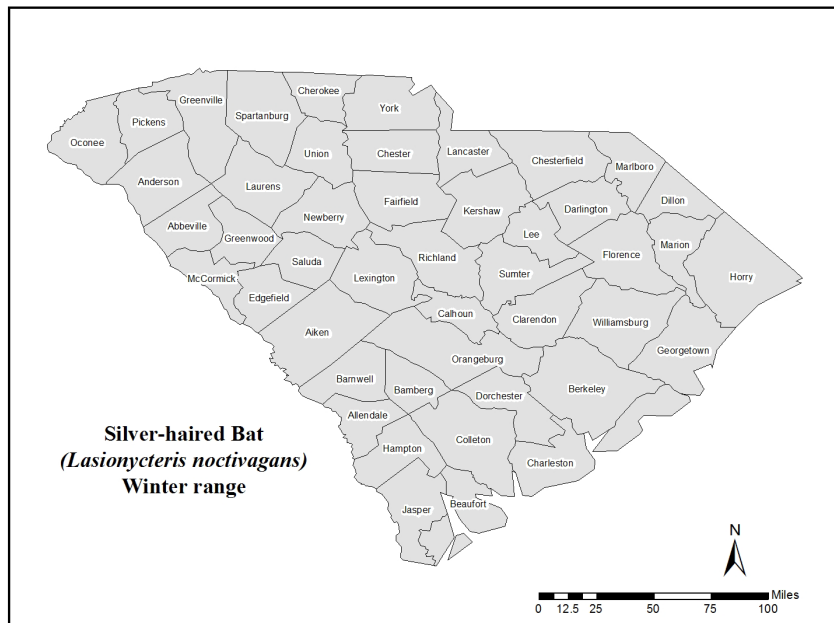 Cherokee
Greenville
York
Spartanburg
Pickens
Oconee
Union
Chester
Lancaster
Chesterfield
Marlboro
Anderson
Laurens
Dillon
Fairfield
Kershaw
Darlington
Newberry
Abbeville
Greenwood
Lee
Marion
Richland
Florence
Saluda
Sumter
McCormick
Lexington
Horry
Edgefield
Calhoun
Clarendon
Williamsburg
Aiken
Georgetown
Orangeburg
Barnwell
Bamberg
Dorchester
Berkeley
Allendale
Colleton
Hampton
Charleston
Beaufort
Jasper
Silver-haired Bat
(Lasionycteris noctivagans)
Winter range
N
Miles
0 12.5 25 50 75 100